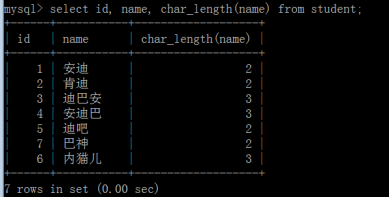 mysql> select id, name, char_length(name) from student;
+------+-----------+-------------------+
| id | name | char_length(name) |
+------+-----------+-------------------+
| 1 | 安迪 | 2 |
| 2 | 肯迪 | 2 |
| 3 | 迪巴安 | 3 |
| 4 | 安迪巴 | 3 |
| 5 | 迪吧 | 2 |
| 7 | 巴神 | 2 |
| 6 | 内猫儿 | 3 |
+------+-----------+-------------------+
7 rows in set (0.00 sec)